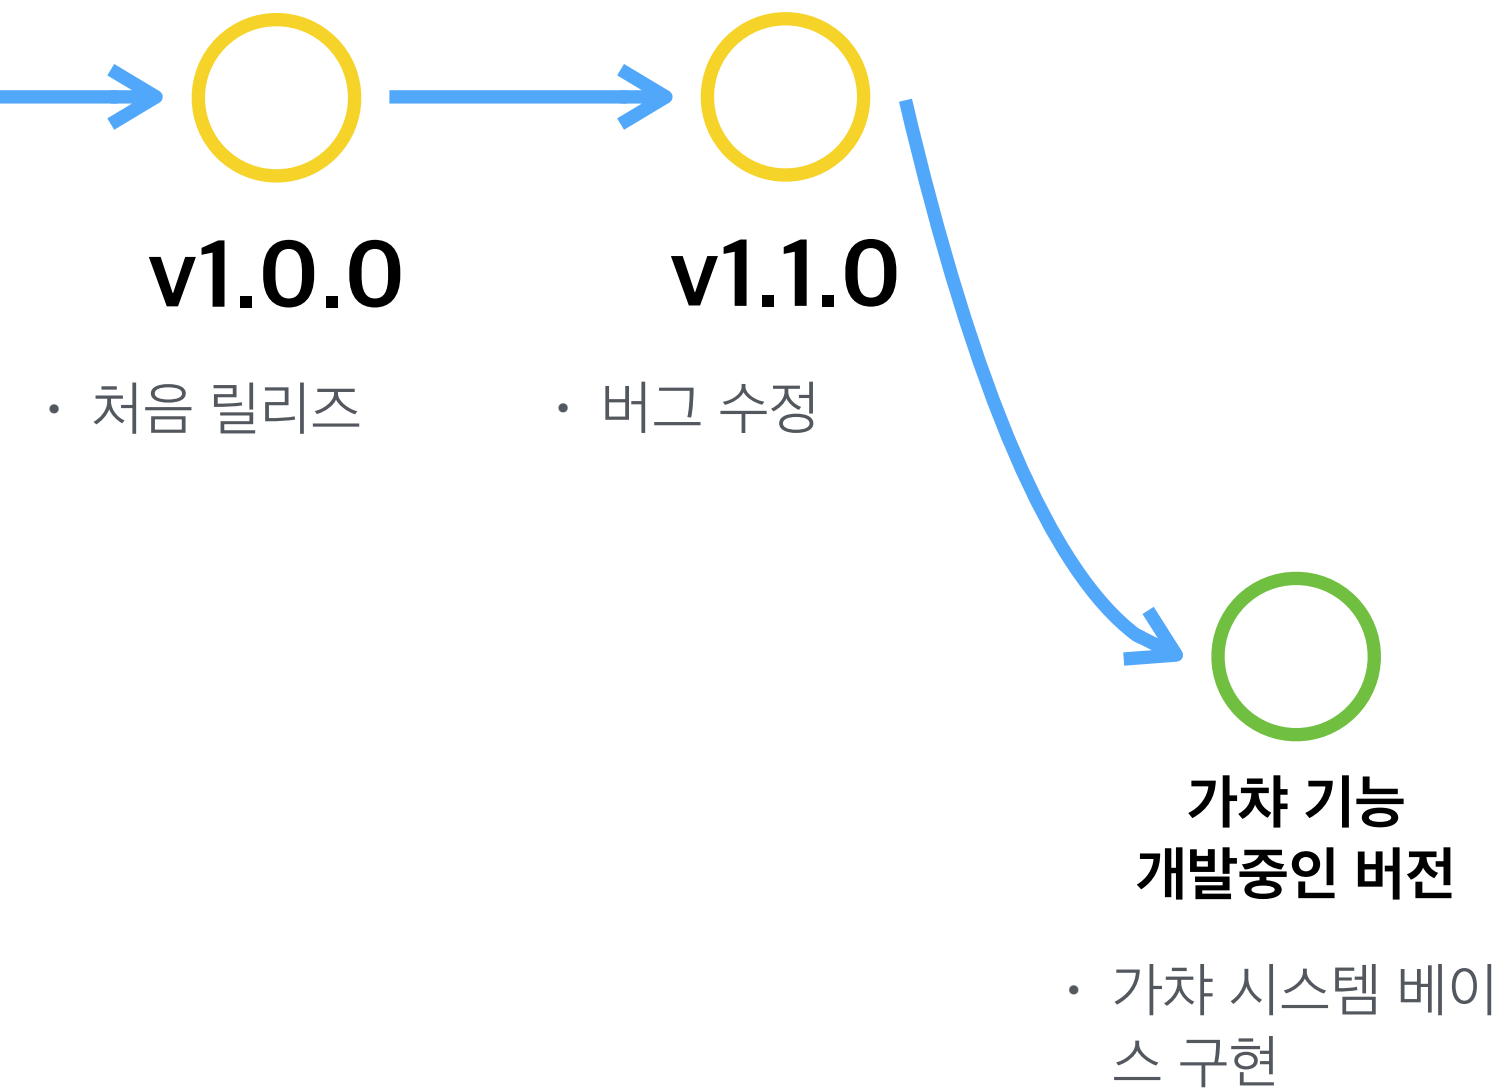 v1.0.0
• 처음 릴리즈
v1.1.0
• 버그 수정
가챠 기능
개발중인 버전
• 가챠 시스템 베이
스 구현